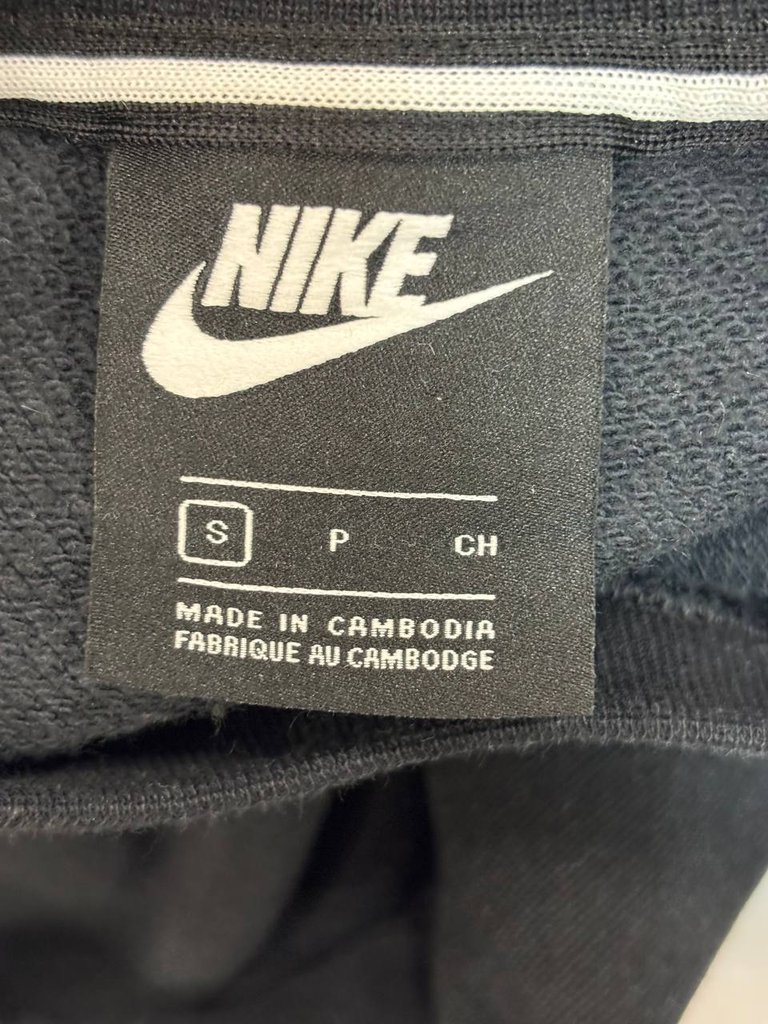 NIKE
S P CH
MADE IN CAMBODIA
FABRIQUE AU CAMBODGE